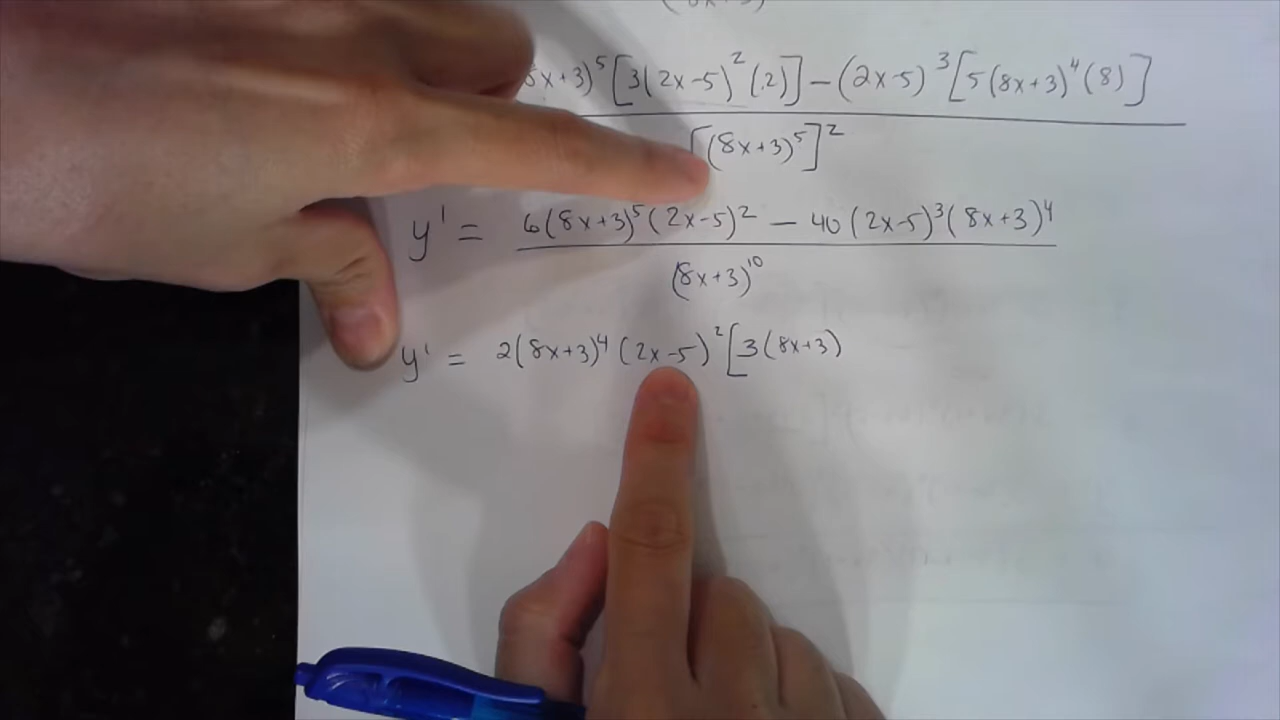 8x+3)⁵[3(2x-5)²(2)] - (2x-5)³[5(8x+3)⁴(8)]
[(8x+3)⁵]²
y' = 6(8x+3)⁵(2x-5)² - 40(2x-5)³(8x+3)⁴
(8x+3)¹⁰
y' = 2(8x+3)⁴(2x-5)²[3(8x+3)